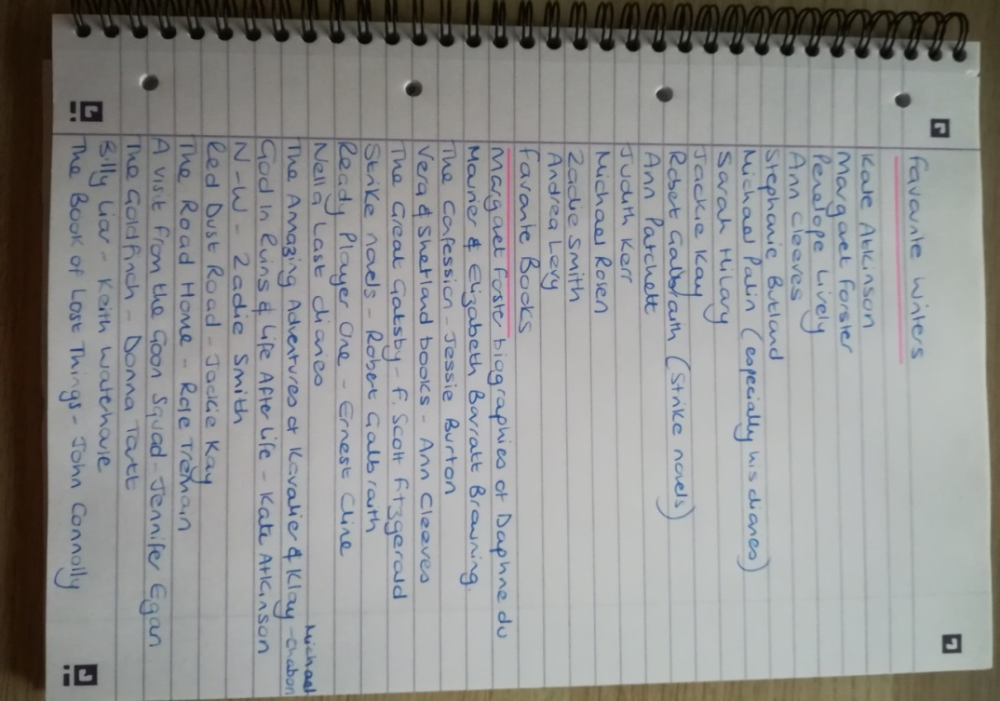 Favourite Writers
Kate Atkinson
Margaret Forster
Penelope Lively
Ann Cleeves
Stephanie Butland
Michael Palin (especially his diaries)
Sarah Hilary
Jackie Kay
Robert Galbraith (Strike novels)
Ann Patchett
Judith Kerr
Michael Rosen
Zadie Smith
Andrea Levy
Favourite Books
Margaret Forster biographies of Daphne du
Maurier & Elizabeth Barratt Browning.
The Confession - Jessie Burton
Vera & Shetland books - Ann Cleeves
The Great Gatsby - F. Scott Fitzgerald
Strike novels - Robert Galbraith
Ready Player One - Ernest Cline
Nella Last diaries
The Amazing Adventures of Kavalier & Klay - Michael Chabon
God In Ruins & Life After Life - Kate Atkinson
N-W - Zadie Smith
Red Dust Road - Jackie Kay
The Road Home - Rose Tremain
A visit from the Goon Squad - Jennifer Egan
The Goldfinch - Donna Tartt
Billy Liar - Keith Waterhouse
The Book of Lost Things - John Connolly